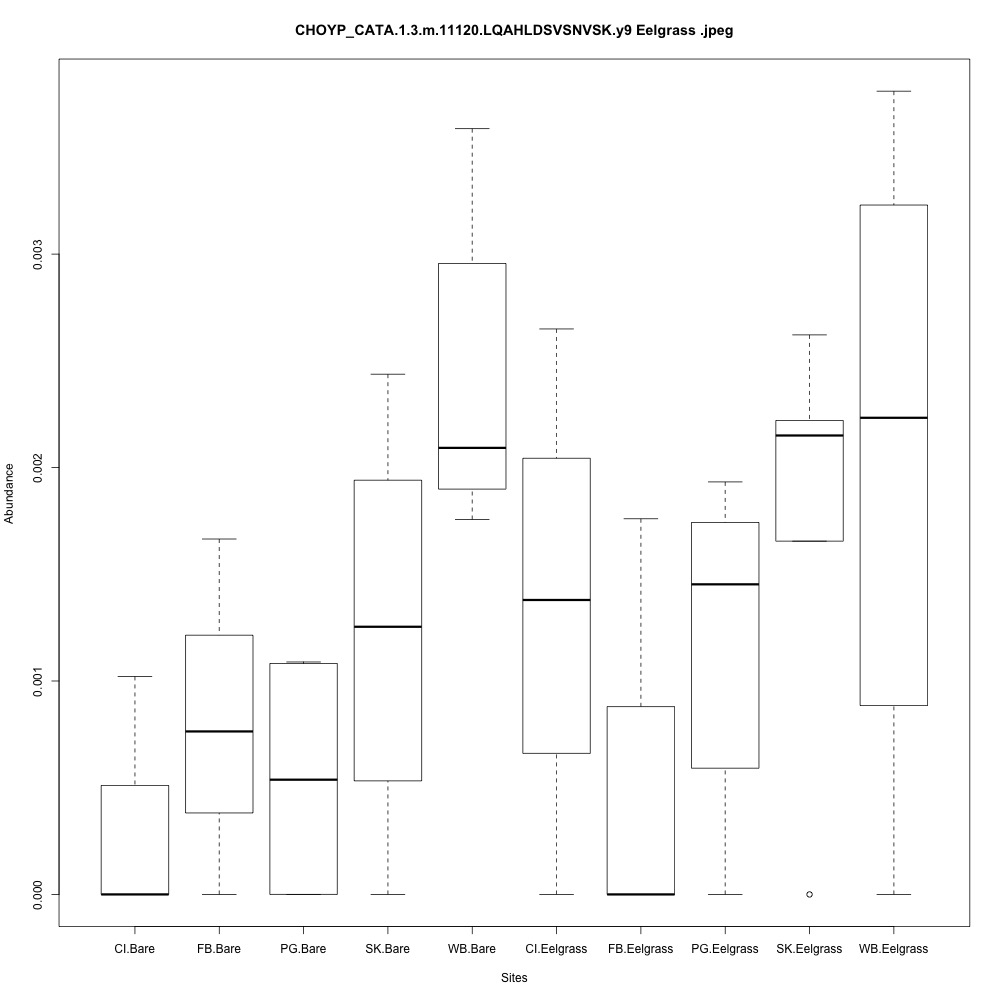 CHOYP_CATA.1.3.m.11120.LQAHLDSVSNVSK.y9 Eelgrass .jpeg
Abundance
0.003
0.002
0.001
0.000
CI.Bare FB.Bare PG.Bare SK.Bare WB.Bare CI.Eelgrass FB.Eelgrass PG.Eelgrass SK.Eelgrass WB.Eelgrass
Sites